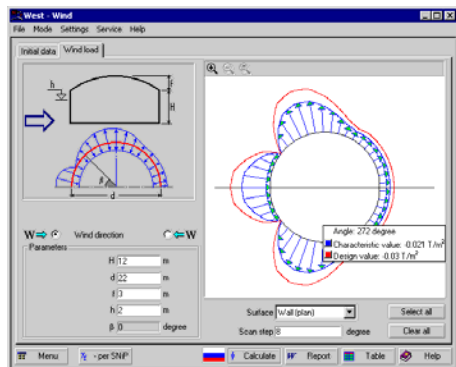 West - Wind
File Mode Settings Service Help
Initial data Wind load
h
f
H
β
d
W Wind direction W
Parameters
H 12 m
d 22 m
f 3 m
h 2 m
β 0 degree
Angle: 272 degree
Characteristic value: -0.021 T/m²
Design value: -0.03 T/m²
Surface Wall (plan) Select all
Scan step 8 degree Clear all
Menu - per SNiP Calculate Report Table Help